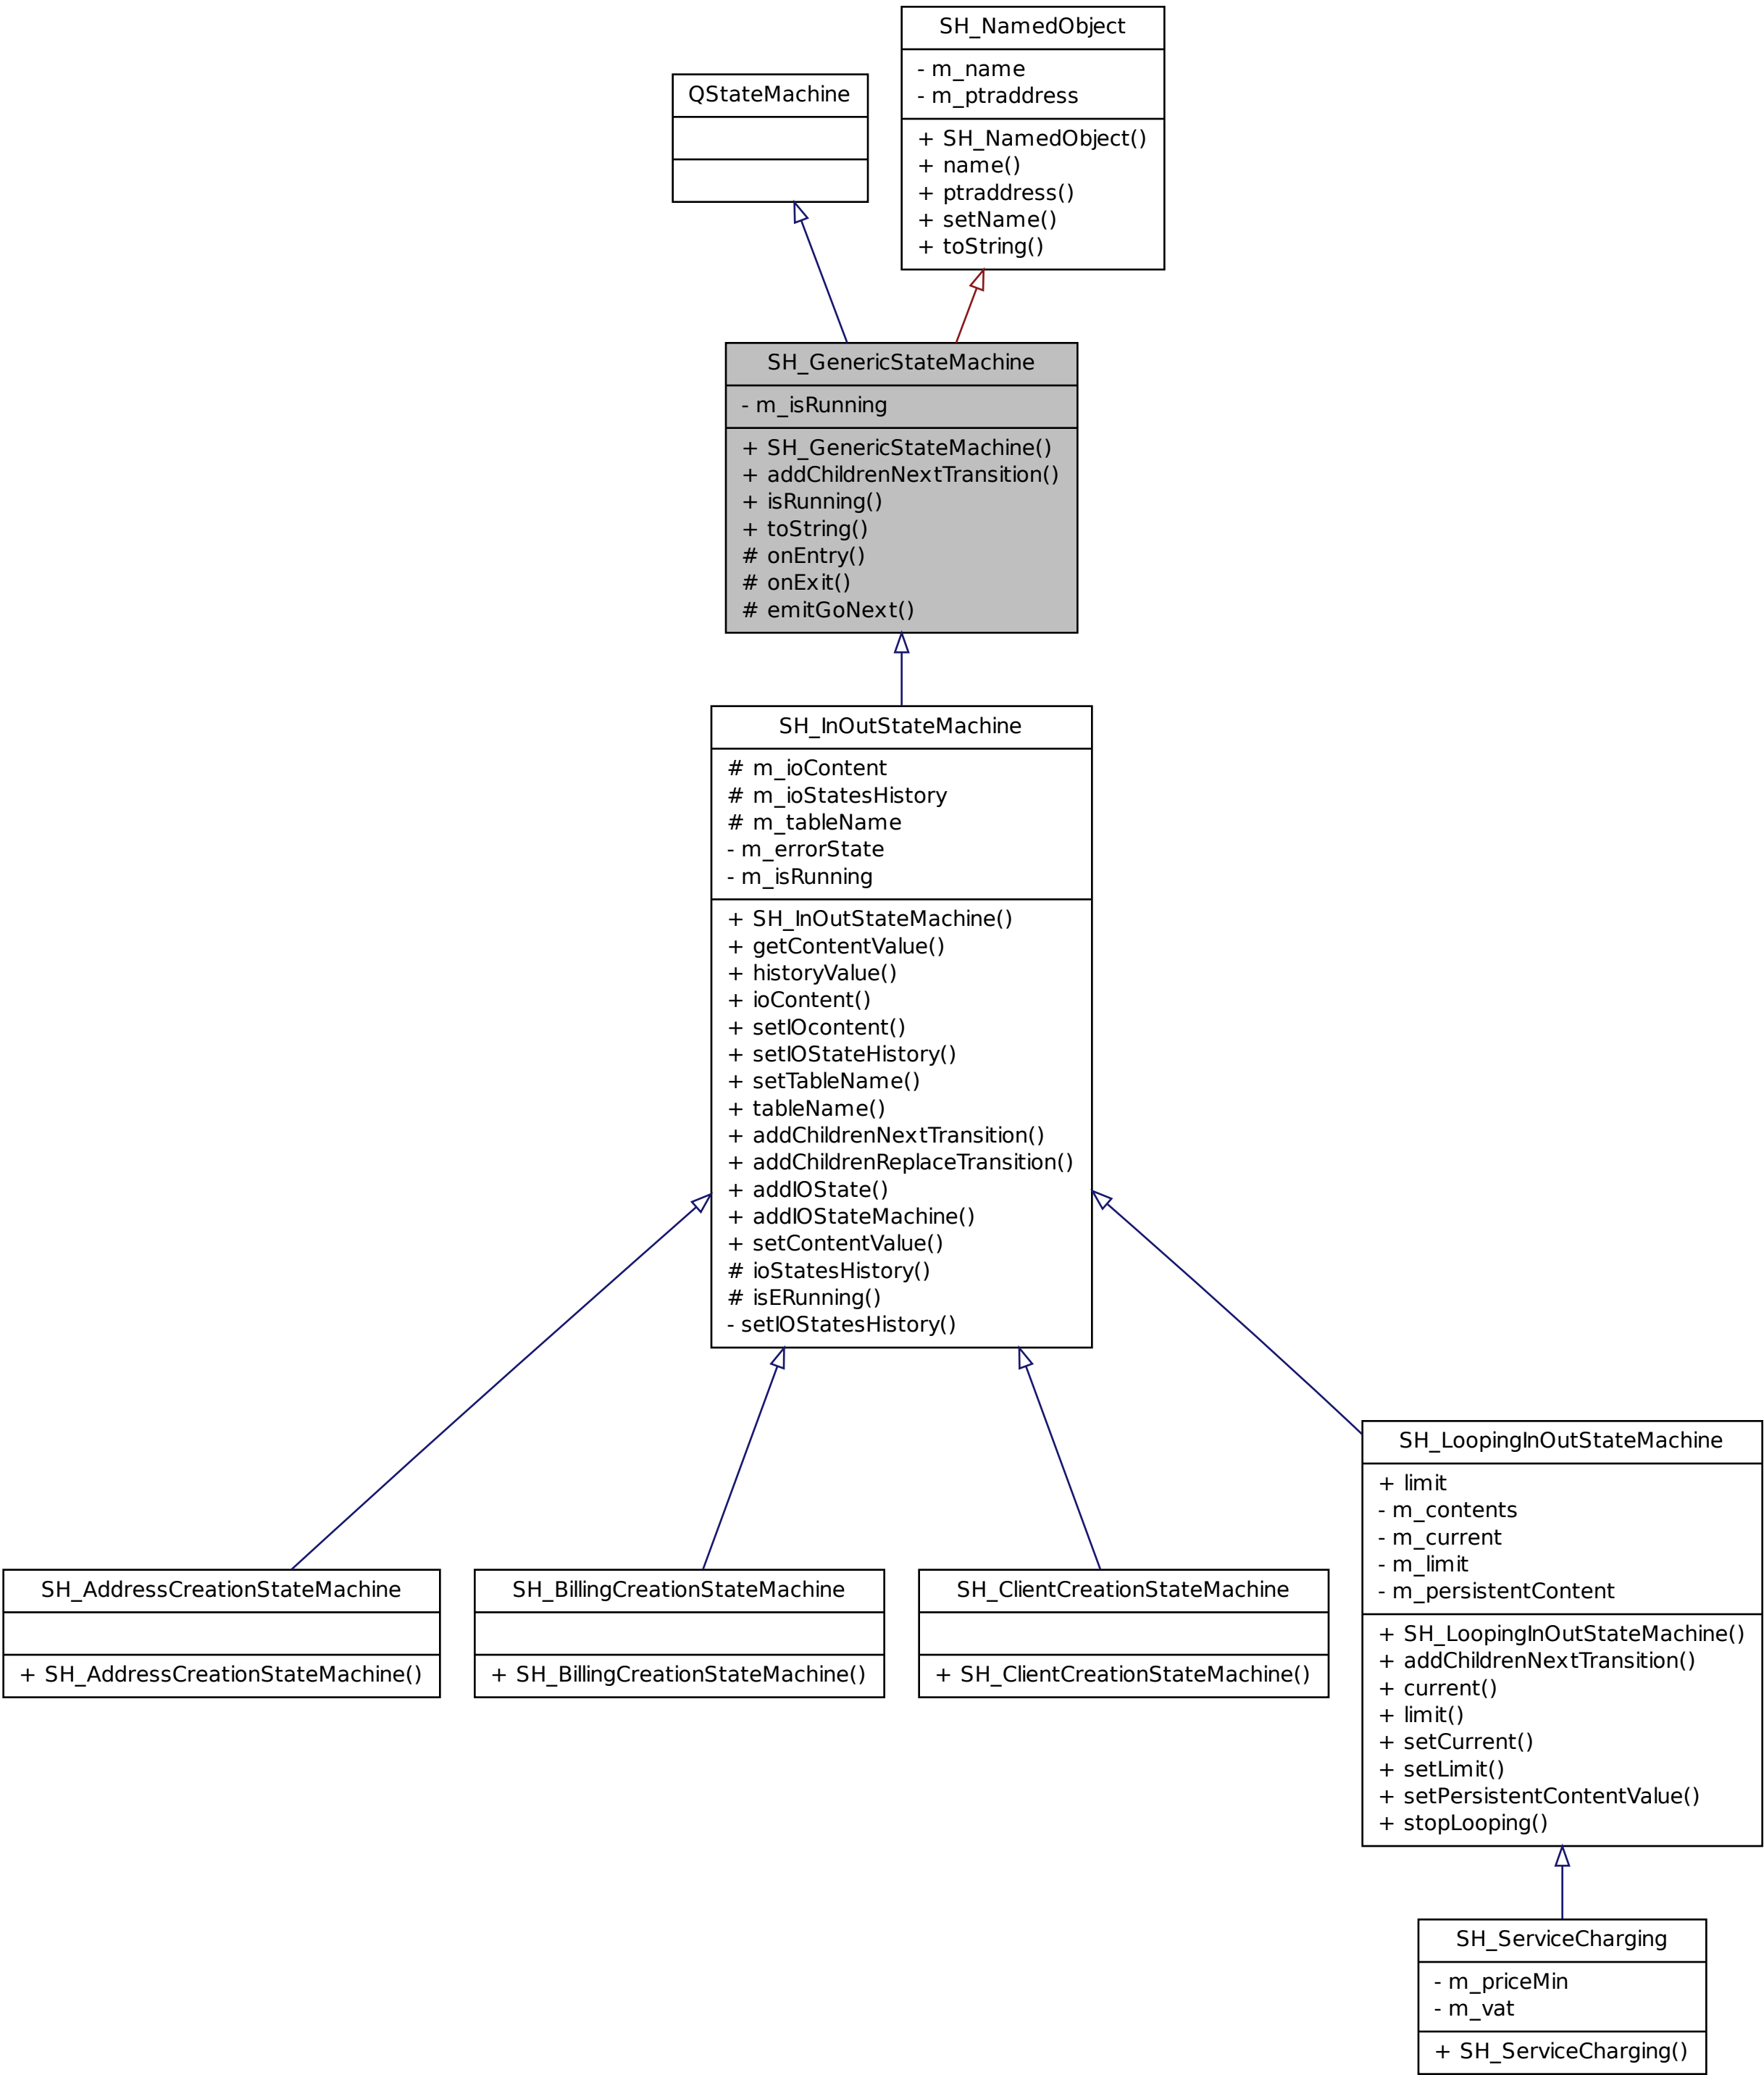 SH_NamedObject
- m_name
- m_ptraddress
+ SH_NamedObject()
+ name()
+ ptraddress()
+ setName()
+ toString()
QStateMachine
SH_GenericStateMachine
- m_isRunning
+ SH_GenericStateMachine()
+ addChildrenNextTransition()
+ isRunning()
+ toString()
# onEntry()
# onExit()
# emitGoNext()
SH_InOutStateMachine
# m_ioContent
# m_ioStatesHistory
# m_tableName
- m_errorState
- m_isRunning
+ SH_InOutStateMachine()
+ getContentValue()
+ historyValue()
+ ioContent()
+ setIOcontent()
+ setIOStateHistory()
+ setTableName()
+ tableName()
+ addChildrenNextTransition()
+ addChildrenReplaceTransition()
+ addIOState()
+ addIOStateMachine()
+ setContentValue()
# ioStatesHistory()
# isERunning()
- setIOStatesHistory()
SH_AddressCreationStateMachine
+ SH_AddressCreationStateMachine()
SH_BillingCreationStateMachine
+ SH_BillingCreationStateMachine()
SH_ClientCreationStateMachine
+ SH_ClientCreationStateMachine()
SH_LoopingInOutStateMachine
+ limit
- m_contents
- m_current
- m_limit
- m_persistentContent
+ SH_LoopingInOutStateMachine()
+ addChildrenNextTransition()
+ current()
+ limit()
+ setCurrent()
+ setLimit()
+ setPersistentContentValue()
+ stopLooping()
SH_ServiceCharging
- m_priceMin
- m_vat
+ SH_ServiceCharging()